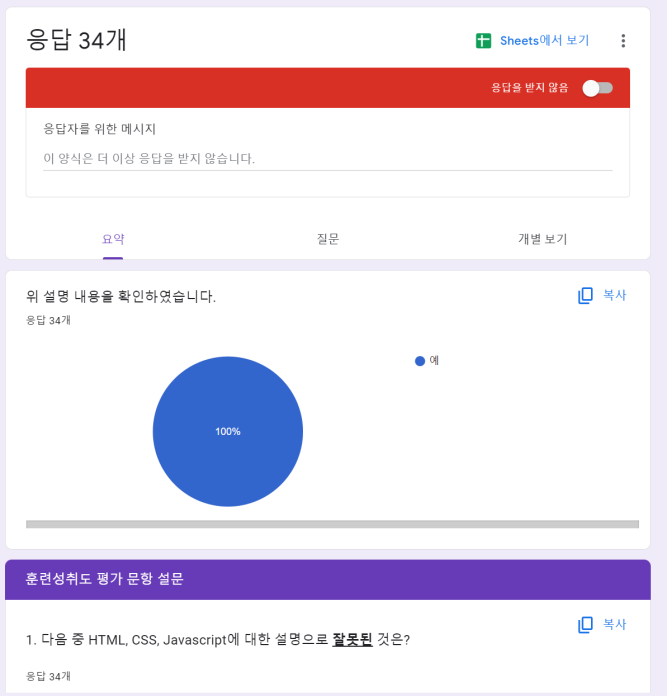 응답 34개
Sheets에서 보기
응답을 받지 않음
응답자를 위한 메시지
이 양식은 더 이상 응답을 받지 않습니다.
요약 질문 개별 보기
위 설명 내용을 확인하였습니다.
복사
응답 34개
예
100%
훈련성취도 평가 문항 설문
복사
1. 다음 중 HTML, CSS, Javascript에 대한 설명으로 잘못된 것은?
응답 34개